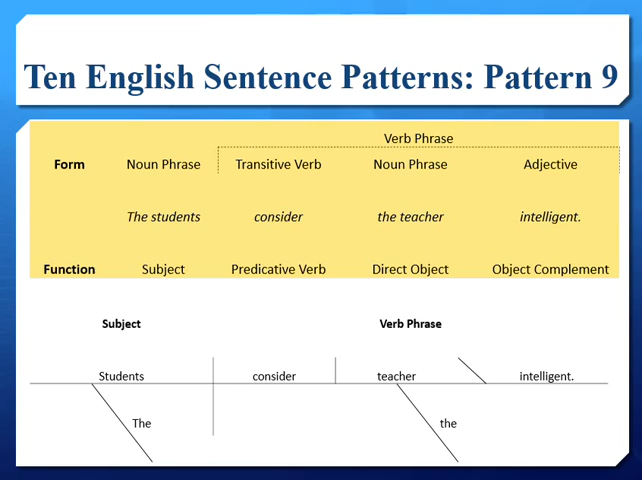 Ten English Sentence Patterns: Pattern 9
Verb Phrase
Form Noun Phrase Transitive Verb Noun Phrase Adjective
The students consider the teacher intelligent.
Function Subject Predicative Verb Direct Object Object Complement
Subject Verb Phrase
Students consider teacher intelligent.
The the